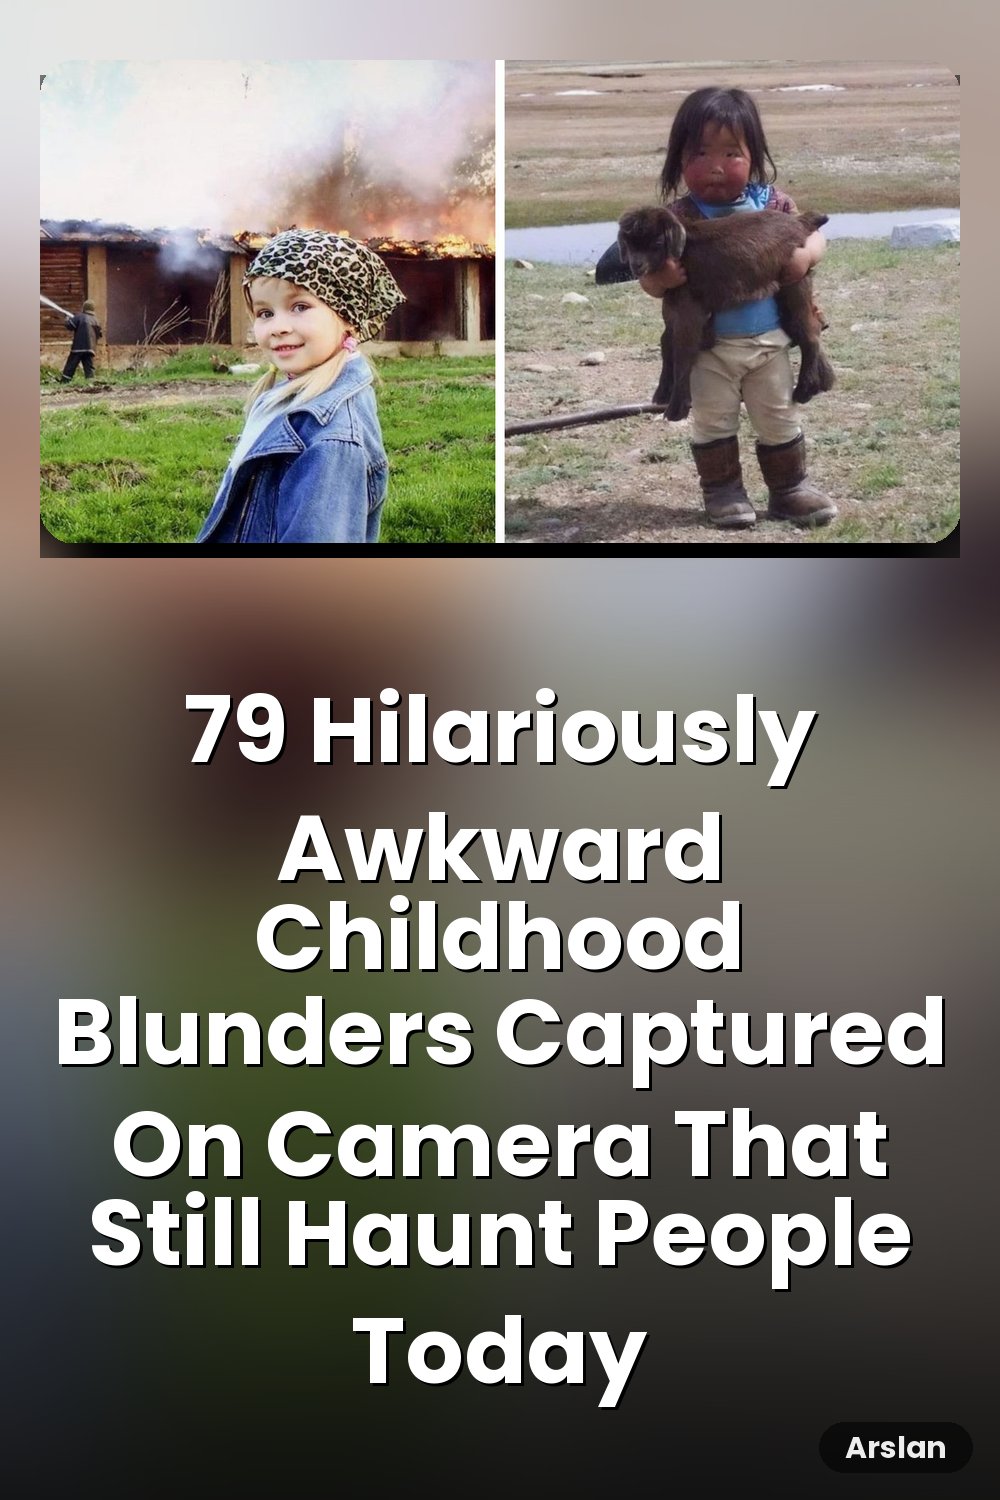 79 Hilariously
Awkward
Childhood
Blunders Captured
On Camera That
Still Haunt People
Today
Arslan